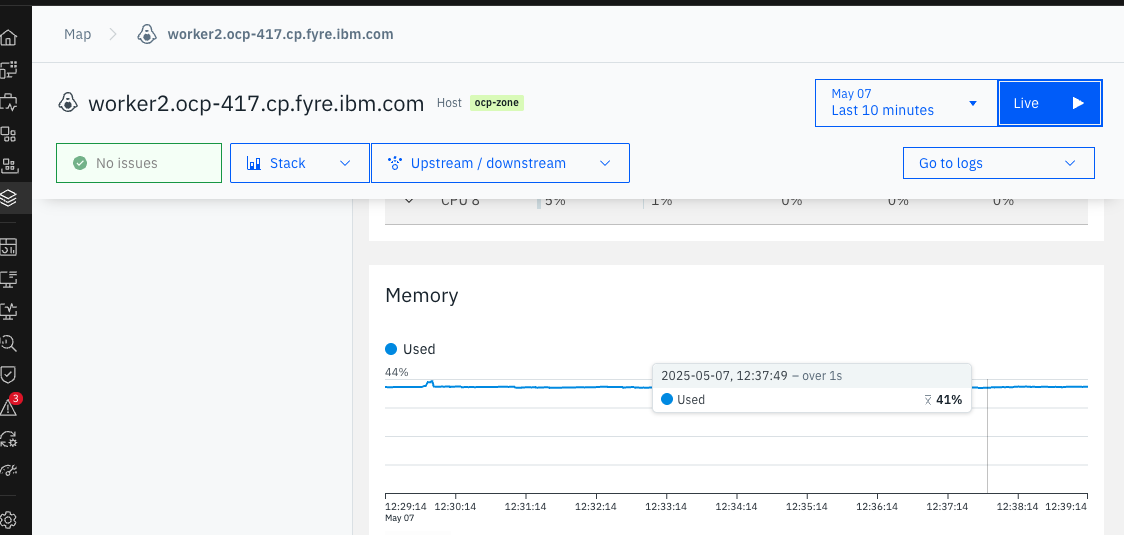 Map worker2.ocp-417.cp.fyre.ibm.com
worker2.ocp-417.cp.fyre.ibm.com Host ocp-zone
May 07
Last 10 minutes
Live
No issues Stack Upstream / downstream Go to logs
CPU 8 5% 1% 0% 0% 0%
Memory
Used
44%
2025-05-07, 12:37:49 – over 1s
Used x̅ 41%
12:29:14 12:30:14 12:31:14 12:32:14 12:33:14 12:34:14 12:35:14 12:36:14 12:37:14 12:38:14 12:39:14
May 07
3